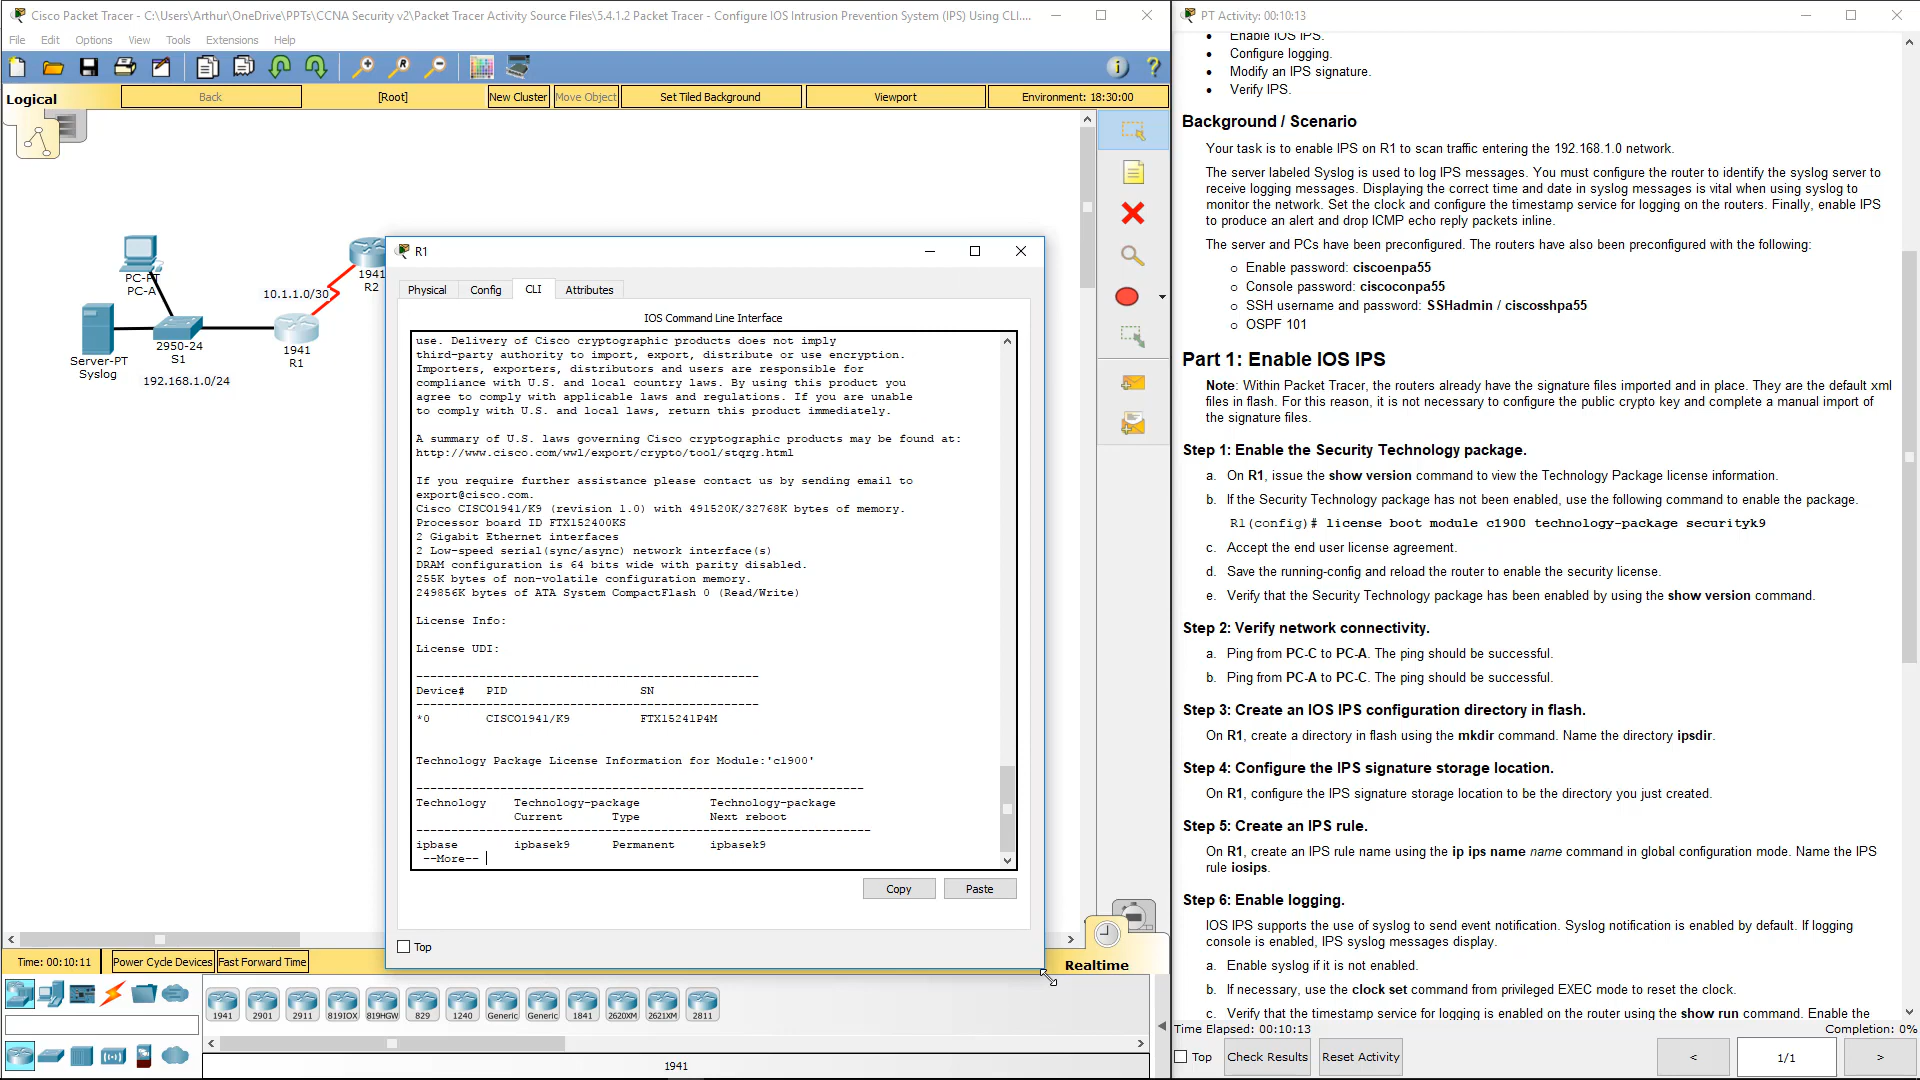 Cisco Packet Tracer - C:\Users\Arthur\OneDrive\PPTs\CCNA Security v2\Packet Tracer Activity Source Files\5.4.1.2 Packet Tracer - Configure IOS Intrusion Prevention System (IPS) Using CLI....
File Edit Options View Tools Extensions Help
Logical
Back
[Root]
New Cluster
Move Object
Set Tiled Background
Viewport
Environment: 18:30:00
PC-PT
PC-A
Server-PT
Syslog
2950-24
S1
192.168.1.0/24
10.1.1.0/30
1941
R2
1941
R1
R1
Physical Config CLI Attributes
IOS Command Line Interface
use. Delivery of Cisco cryptographic products does not imply
third-party authority to import, export, distribute or use encryption.
Importers, exporters, distributors and users are responsible for
compliance with U.S. and local country laws. By using this product you
agree to comply with applicable laws and regulations. If you are unable
to comply with U.S. and local laws, return this product immediately.
A summary of U.S. laws governing Cisco cryptographic products may be found at:
http://www.cisco.com/wwl/export/crypto/tool/stqrg.html
If you require further assistance please contact us by sending email to
export@cisco.com.
Cisco CISCO1941/K9 (revision 1.0) with 491520K/32768K bytes of memory.
Processor board ID FTX152400KS
2 Gigabit Ethernet interfaces
2 Low-speed serial(sync/async) network interface(s)
DRAM configuration is 64 bits wide with parity disabled.
255K bytes of non-volatile configuration memory.
249856K bytes of ATA System CompactFlash 0 (Read/Write)
License Info:
License UDI:
-------------------------------------------------
Device# PID SN
-------------------------------------------------
*0 CISCO1941/K9 FTX15241P4M
Technology Package License Information for Module:'c1900'
----------------------------------------------------------------
Technology Technology-package Technology-package
Current Type Next reboot
-----------------------------------------------------------------
ipbase ipbasek9 Permanent ipbasek9
--More--
Copy
Paste
Top
Realtime
Time: 00:10:11
Power Cycle Devices
Fast Forward Time
1941
2901
2911
819IOX
819HGW
829
1240
Generic
Generic
1841
2620XM
2621XM
2811
1941
PT Activity: 00:10:13
• Enable IOS IPS.
• Configure logging.
• Modify an IPS signature.
• Verify IPS.
Background / Scenario
Your task is to enable IPS on R1 to scan traffic entering the 192.168.1.0 network.
The server labeled Syslog is used to log IPS messages. You must configure the router to identify the syslog server to
receive logging messages. Displaying the correct time and date in syslog messages is vital when using syslog to
monitor the network. Set the clock and configure the timestamp service for logging on the routers. Finally, enable IPS
to produce an alert and drop ICMP echo reply packets inline.
The server and PCs have been preconfigured. The routers have also been preconfigured with the following:
o Enable password: ciscoenpa55
o Console password: ciscoconpa55
o SSH username and password: SSHadmin / ciscosshpa55
o OSPF 101
Part 1: Enable IOS IPS
Note: Within Packet Tracer, the routers already have the signature files imported and in place. They are the default xml
files in flash. For this reason, it is not necessary to configure the public crypto key and complete a manual import of
the signature files.
Step 1: Enable the Security Technology package.
a. On R1, issue the show version command to view the Technology Package license information.
b. If the Security Technology package has not been enabled, use the following command to enable the package.
R1(config)# license boot module c1900 technology-package securityk9
c. Accept the end user license agreement.
d. Save the running-config and reload the router to enable the security license.
e. Verify that the Security Technology package has been enabled by using the show version command.
Step 2: Verify network connectivity.
a. Ping from PC-C to PC-A. The ping should be successful.
b. Ping from PC-A to PC-C. The ping should be successful.
Step 3: Create an IOS IPS configuration directory in flash.
On R1, create a directory in flash using the mkdir command. Name the directory ipsdir.
Step 4: Configure the IPS signature storage location.
On R1, configure the IPS signature storage location to be the directory you just created.
Step 5: Create an IPS rule.
On R1, create an IPS rule name using the ip ips name name command in global configuration mode. Name the IPS
rule iosips.
Step 6: Enable logging.
IOS IPS supports the use of syslog to send event notification. Syslog notification is enabled by default. If logging
console is enabled, IPS syslog messages display.
a. Enable syslog if it is not enabled.
b. If necessary, use the clock set command from privileged EXEC mode to reset the clock.
c. Verify that the timestamp service for logging is enabled on the router using the show run command. Enable the
Time Elapsed: 00:10:13
Completion: 0%
Top
Check Results
Reset Activity
<
1/1
>